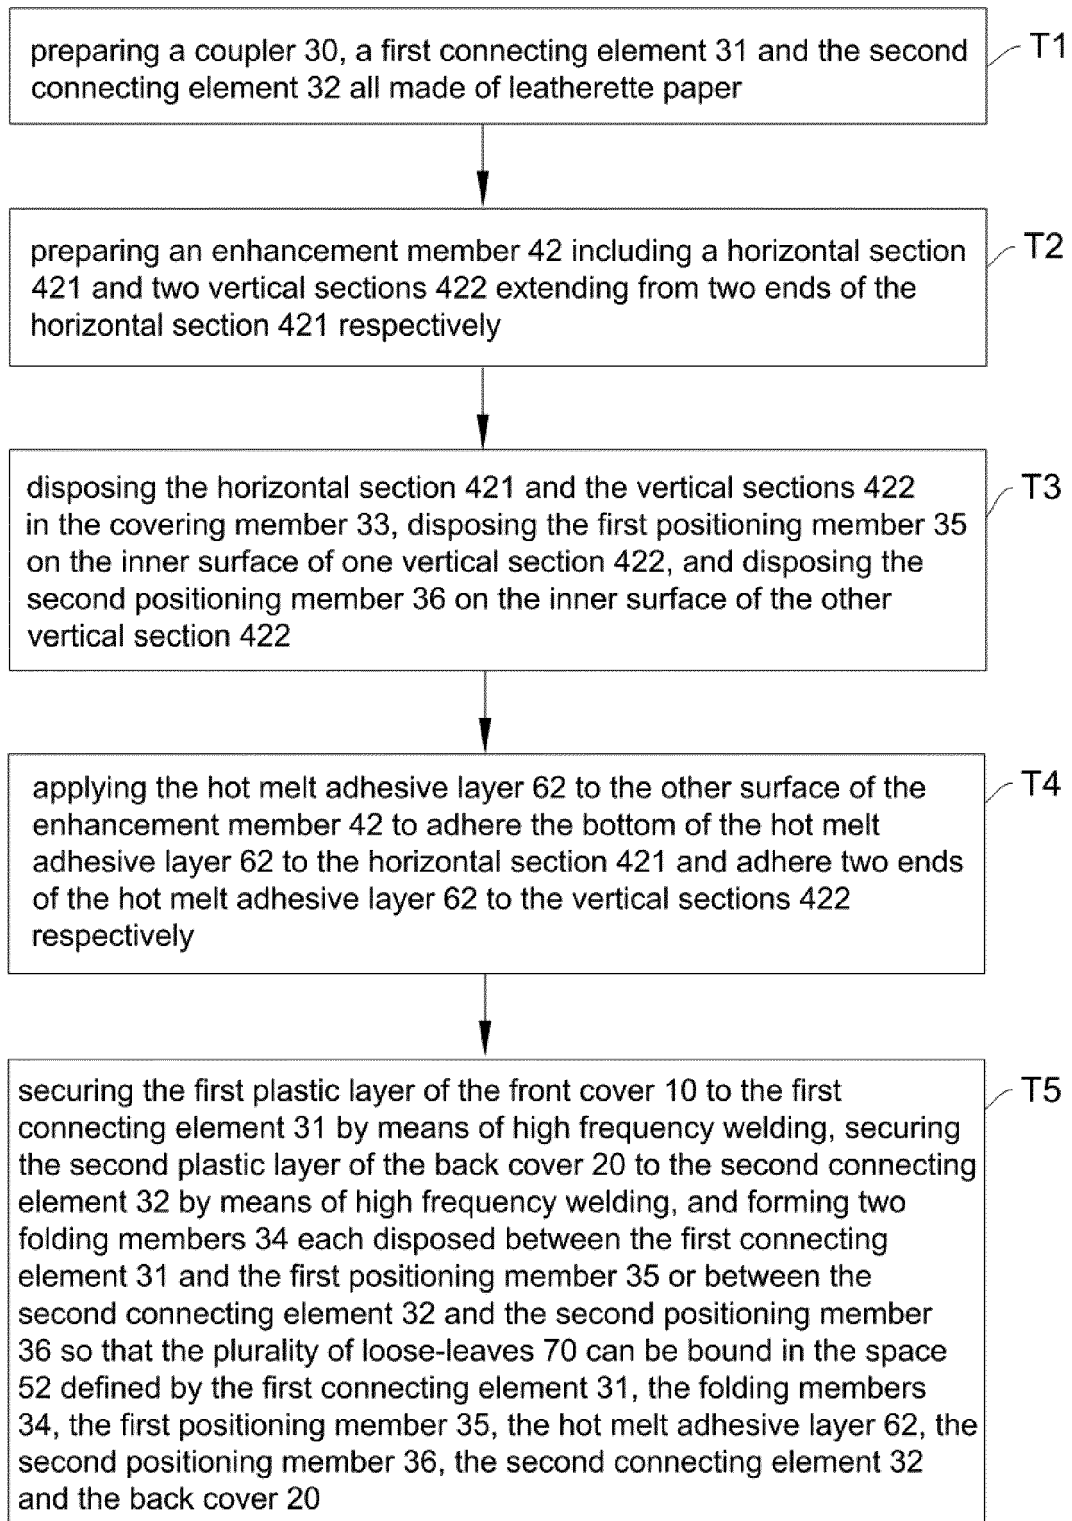 preparing a coupler 30, a first connecting element 31 and the second
connecting element 32 all made of leatherette paper
T1
preparing an enhancement member 42 including a horizontal section
421 and two vertical sections 422 extending from two ends of the
horizontal section 421 respectively
T2
disposing the horizontal section 421 and the vertical sections 422
in the covering member 33, disposing the first positioning member 35
on the inner surface of one vertical section 422, and disposing the
second positioning member 36 on the inner surface of the other
vertical section 422
T3
applying the hot melt adhesive layer 62 to the other surface of the
enhancement member 42 to adhere the bottom of the hot melt
adhesive layer 62 to the horizontal section 421 and adhere two ends
of the hot melt adhesive layer 62 to the vertical sections 422
respectively
T4
securing the first plastic layer of the front cover 10 to the first
connecting element 31 by means of high frequency welding, securing
the second plastic layer of the back cover 20 to the second connecting
element 32 by means of high frequency welding, and forming two
folding members 34 each disposed between the first connecting
element 31 and the first positioning member 35 or between the
second connecting element 32 and the second positioning member
36 so that the plurality of loose-leaves 70 can be bound in the space
52 defined by the first connecting element 31, the folding members
34, the first positioning member 35, the hot melt adhesive layer 62, the
second positioning member 36, the second connecting element 32
and the back cover 20
T5